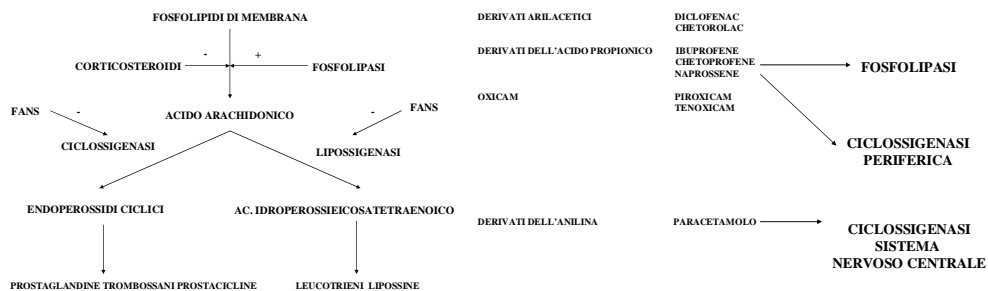 FOSFOLIPIDI DI MEMBRANA
- +
CORTICOSTEROIDI FOSFOLIPASI
FANS - ACIDO ARACHIDONICO - FANS
CICLOSSIGENASI LIPOSSIGENASI
ENDOPEROSSIDI CICLICI AC. IDROPEROSSIEICOSATETRAENOICO
PROSTAGLANDINE TROMBOSSANI PROSTACICLINE LEUCOTRIENI LIPOSSINE
DERIVATI ARILACETICI DICLOFENAC
CHETOROLAC
DERIVATI DELL'ACIDO PROPIONICO IBUPROFENE
CHETOPROFENE
NAPROSSENE
FOSFOLIPASI
OXICAM PIROXICAM
TENOXICAM
CICLOSSIGENASI
PERIFERICA
DERIVATI DELL'ANILINA PARACETAMOLO
CICLOSSIGENASI
SISTEMA
NERVOSO CENTRALE